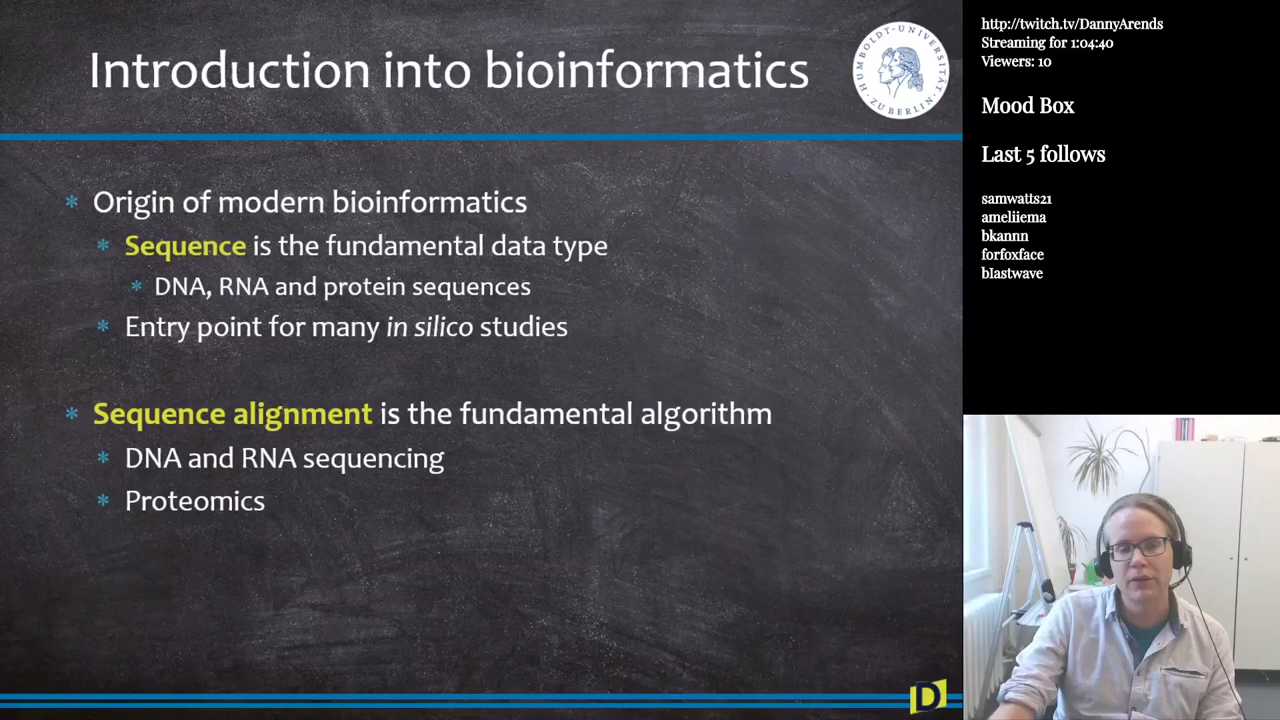 Introduction into bioinformatics
HUMBOLDT-UNIVERSITÄT ZU BERLIN
Origin of modern bioinformatics
Sequence is the fundamental data type
DNA, RNA and protein sequences
Entry point for many in silico studies
Sequence alignment is the fundamental algorithm
DNA and RNA sequencing
Proteomics
D
http://twitch.tv/DannyArends
Streaming for 1:04:40
Viewers: 10
Mood Box
Last 5 follows
samwatts21
ameliiema
bkannn
forfoxface
blastwave